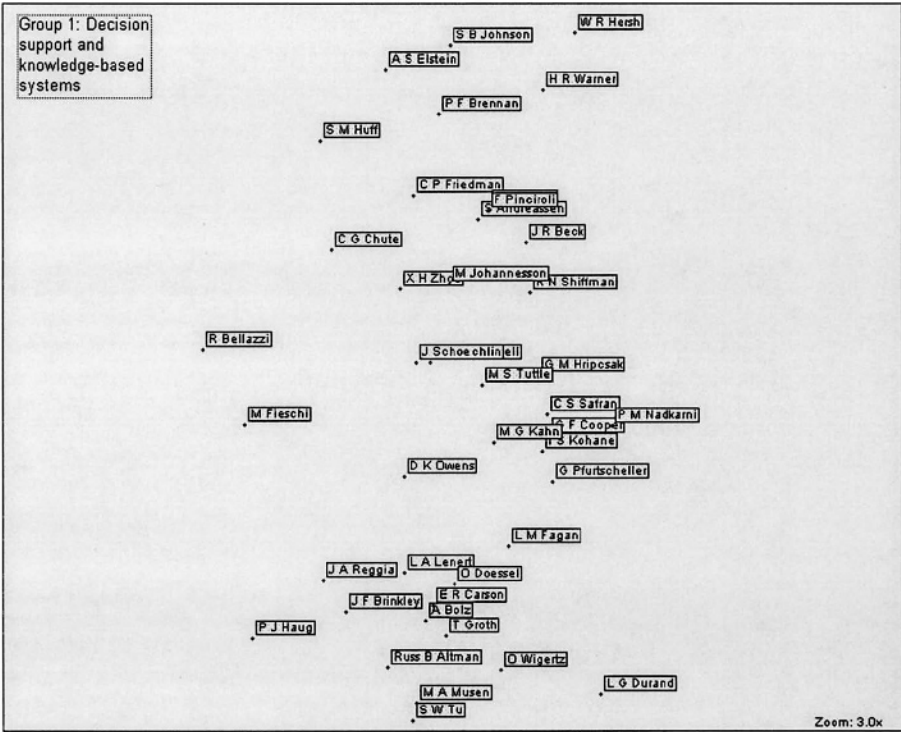 Group 1: Decision
support and
knowledge-based
systems
W R Hersh
S B Johnson
A S Elstein
H R Warner
P F Brennan
S M Huff
C P Friedman
F Pinciroli
S Andreassen
J R Beck
C G Chute
M Johannesson
X H Zho
R N Shiffman
R Bellazzi
J Schoechlin
ell
G M Hripcsak
M S Tuttle
C S Safran
P M Nadkarni
M Fieschi
G F Cooper
M G Kahn
I S Kohane
D K Owens
G Pfurtscheller
L M Fagan
L A Lenert
J A Reggia
O Doessel
E R Carson
J F Brinkley
A Bolz
T Groth
P J Haug
Russ B Altman
O Wigertz
L G Durand
M A Musen
S W Tu
Zoom: 3.0x